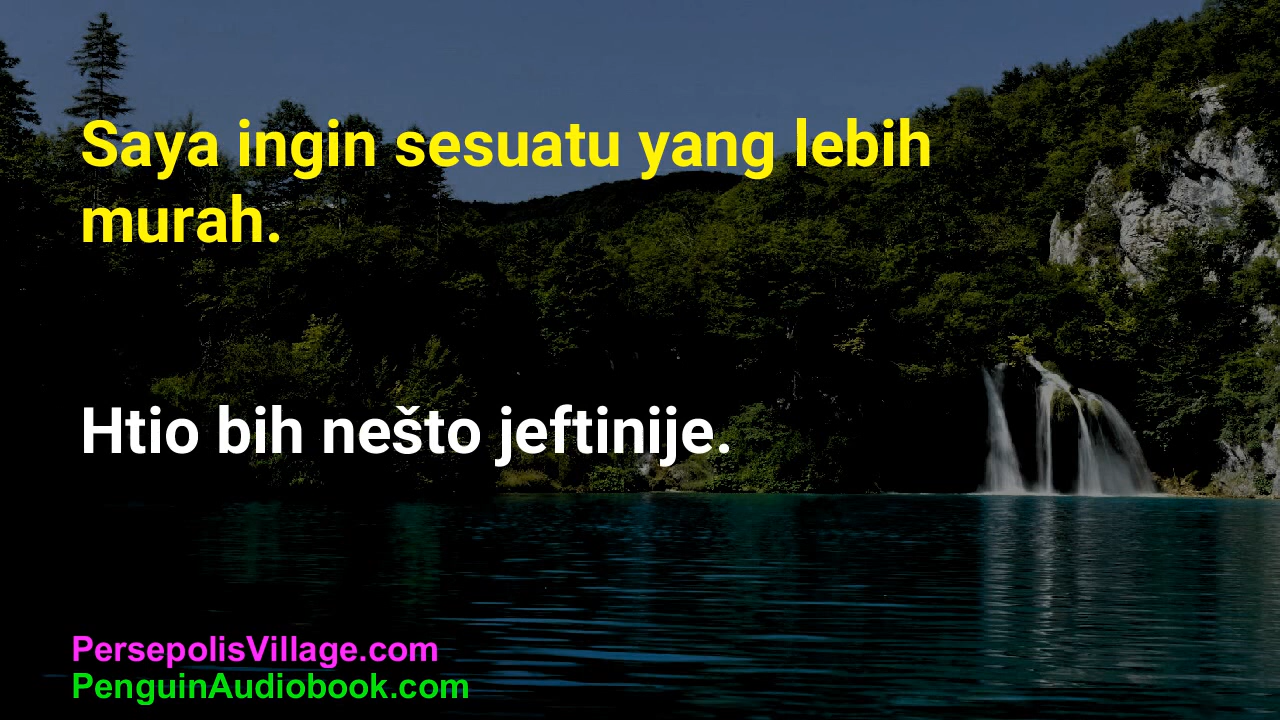 Saya ingin sesuatu yang lebih
murah.
Htio bih nešto jeftinije.
PersepolisVillage.com
PenguinAudiobook.com